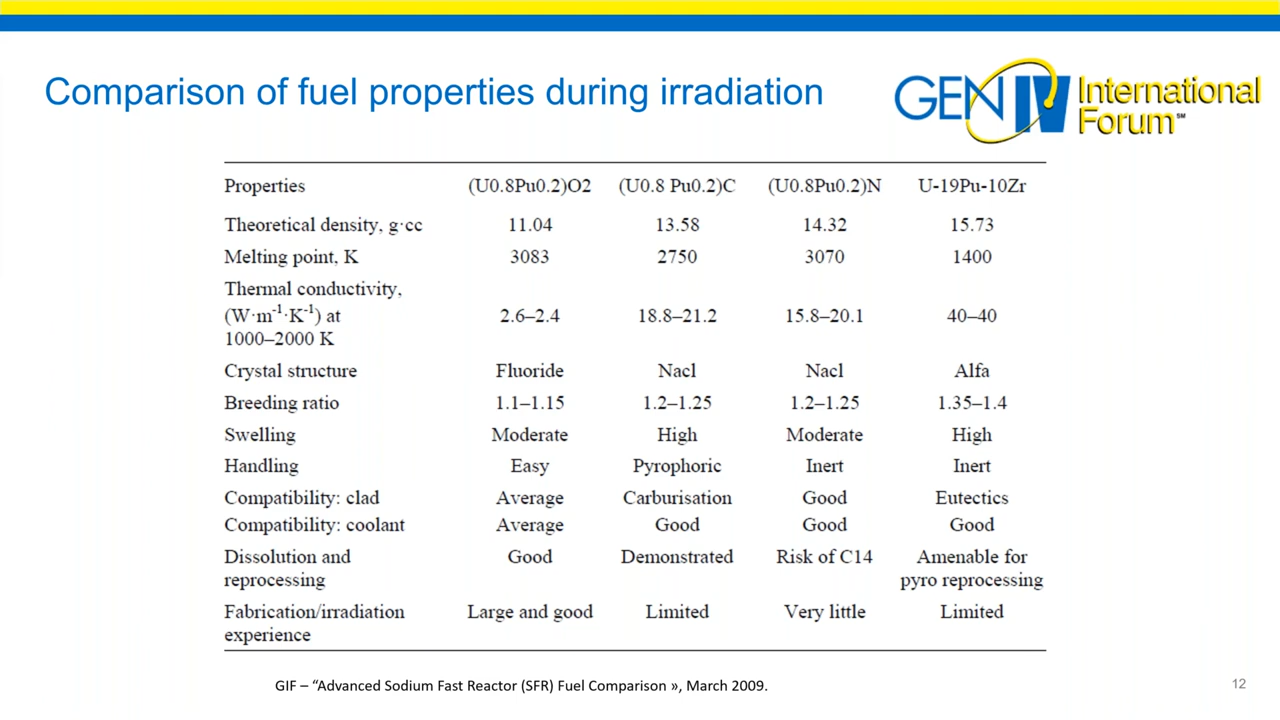 Comparison of fuel properties during irradiation
GEN IV International
Forum SM
Properties (U0.8Pu0.2)O2 (U0.8 Pu0.2)C (U0.8Pu0.2)N U-19Pu-10Zr
Theoretical density, g·cc 11.04 13.58 14.32 15.73
Melting point, K 3083 2750 3070 1400
Thermal conductivity,
(W·m-1·K-1) at 2.6–2.4 18.8–21.2 15.8–20.1 40–40
1000–2000 K
Crystal structure Fluoride Nacl Nacl Alfa
Breeding ratio 1.1–1.15 1.2–1.25 1.2–1.25 1.35–1.4
Swelling Moderate High Moderate High
Handling Easy Pyrophoric Inert Inert
Compatibility: clad Average Carburisation Good Eutectics
Compatibility: coolant Average Good Good Good
Dissolution and Good Demonstrated Risk of C14 Amenable for
reprocessing pyro reprocessing
Fabrication/irradiation Large and good Limited Very little Limited
experience
GIF – “Advanced Sodium Fast Reactor (SFR) Fuel Comparison », March 2009.
12